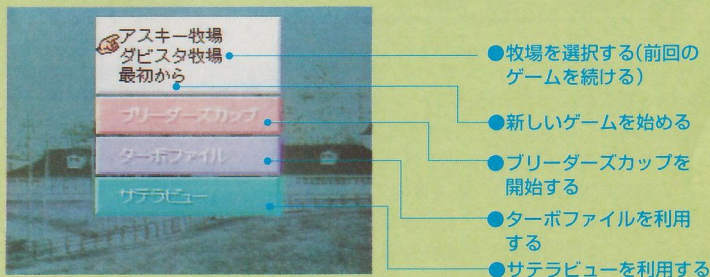 アスキー牧場
ダビスタ牧場
最初から
ブリーダーズカップ
ターボファイル
サテラビュー
●牧場を選択する(前回の
ゲームを続ける)
●新しいゲームを始める
●ブリーダーズカップを
開始する
●ターボファイルを利用
する
●サテラビューを利用する